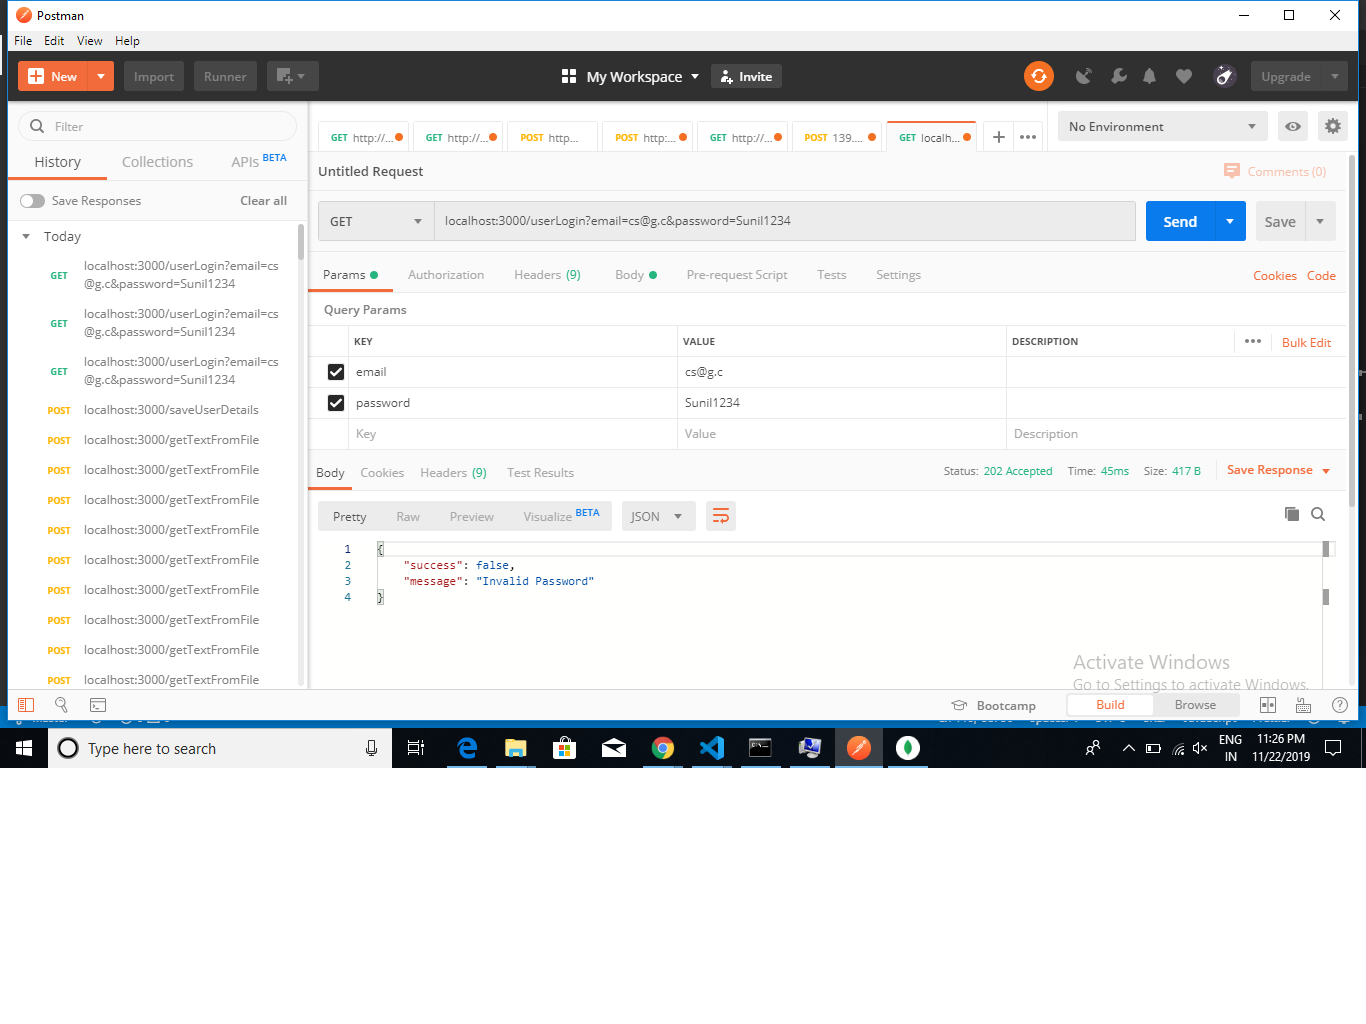 Postman
File Edit View Help
New Import Runner My Workspace Invite Upgrade
Filter
History Collections APIs BETA
Save Responses Clear all
Today
GET localhost:3000/userLogin?email=cs
@g.c&password=Sunil1234
GET localhost:3000/userLogin?email=cs
@g.c&password=Sunil1234
GET localhost:3000/userLogin?email=cs
@g.c&password=Sunil1234
POST localhost:3000/saveUserDetails
POST localhost:3000/getTextFromFile
POST localhost:3000/getTextFromFile
POST localhost:3000/getTextFromFile
POST localhost:3000/getTextFromFile
POST localhost:3000/getTextFromFile
POST localhost:3000/getTextFromFile
POST localhost:3000/getTextFromFile
POST localhost:3000/getTextFromFile
POST localhost:3000/getTextFromFile
GET http://... GET http://... POST http... POST http:... GET http://... POST 139.... GET localh... + ••• No Environment
Untitled Request Comments (0)
GET localhost:3000/userLogin?email=cs@g.c&password=Sunil1234 Send Save
Params Authorization Headers (9) Body Pre-request Script Tests Settings Cookies Code
Query Params
KEY VALUE DESCRIPTION ••• Bulk Edit
email cs@g.c
password Sunil1234
Key Value Description
Body Cookies Headers (9) Test Results Status: 202 Accepted Time: 45ms Size: 417 B Save Response
Pretty Raw Preview Visualize BETA JSON
1 {
2 "success": false,
3 "message": "Invalid Password"
4 }
Activate Windows
Go to Settings to activate Windows.
Bootcamp Build Browse
Type here to search
ENG 11:26 PM
IN 11/22/2019